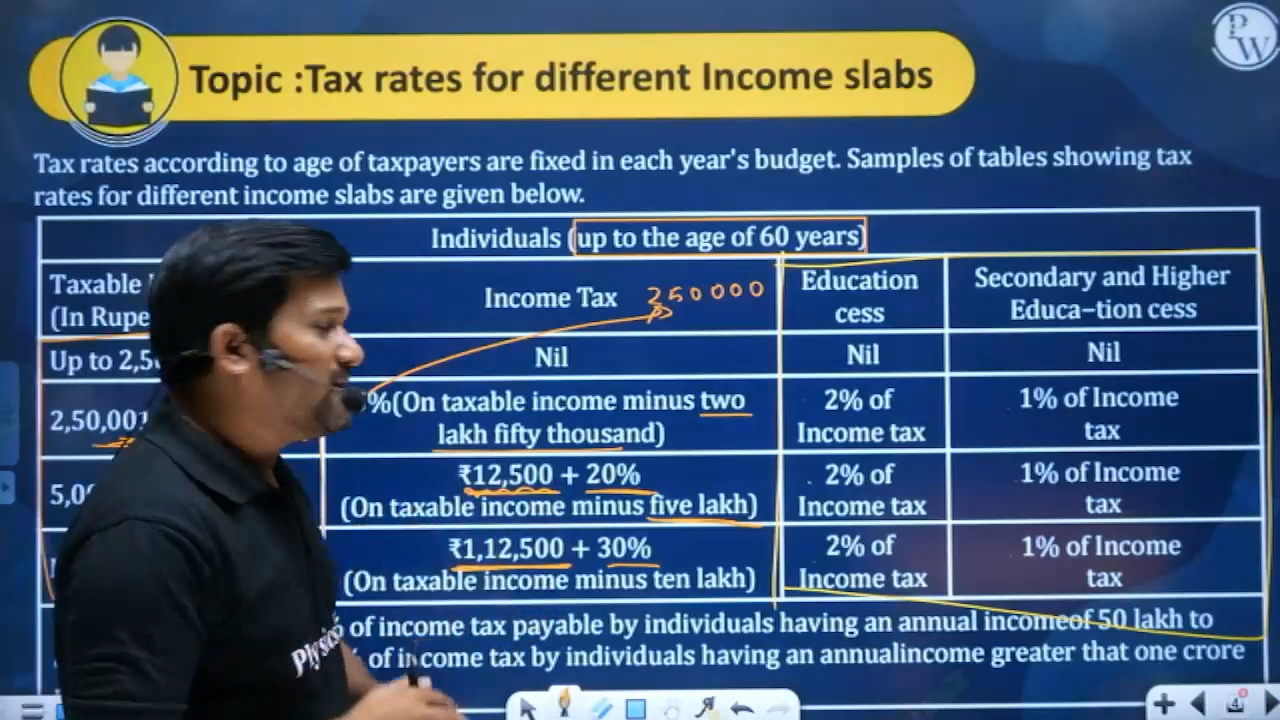 PW
Topic :Tax rates for different Income slabs
Tax rates according to age of taxpayers are fixed in each year's budget. Samples of tables showing tax
rates for different income slabs are given below.
Individuals (up to the age of 60 years)
Taxable
(In Rupe
Income Tax 250000
Education
cess
Secondary and Higher
Educa-tion cess
Up to 2,5
Nil
Nil
Nil
2,50,001
%(On taxable income minus two
lakh fifty thousand)
2% of
Income tax
1% of Income
tax
5,0
₹12,500 + 20%
(On taxable income minus five lakh)
2% of
Income tax
1% of Income
tax
₹1,12,500 + 30%
(On taxable income minus ten lakh)
2% of
Income tax
1% of Income
tax
% of income tax payable by individuals having an annual incomeof 50 lakh to
% of income tax by individuals having an annualincome greater that one crore
Physics
4